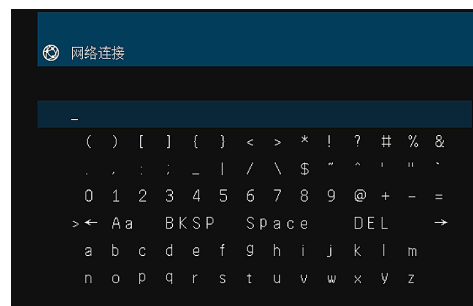 网络连接
_
( ) [ ] { } < > * ! ? # % &
. , : ; _ | / \ $ ~ ^ ' " `
0 1 2 3 4 5 6 7 8 9 @ + - =
>← Aa BKSP Space DEL →
a b c d e f g h i j k l m
n o p q r s t u v w x y z